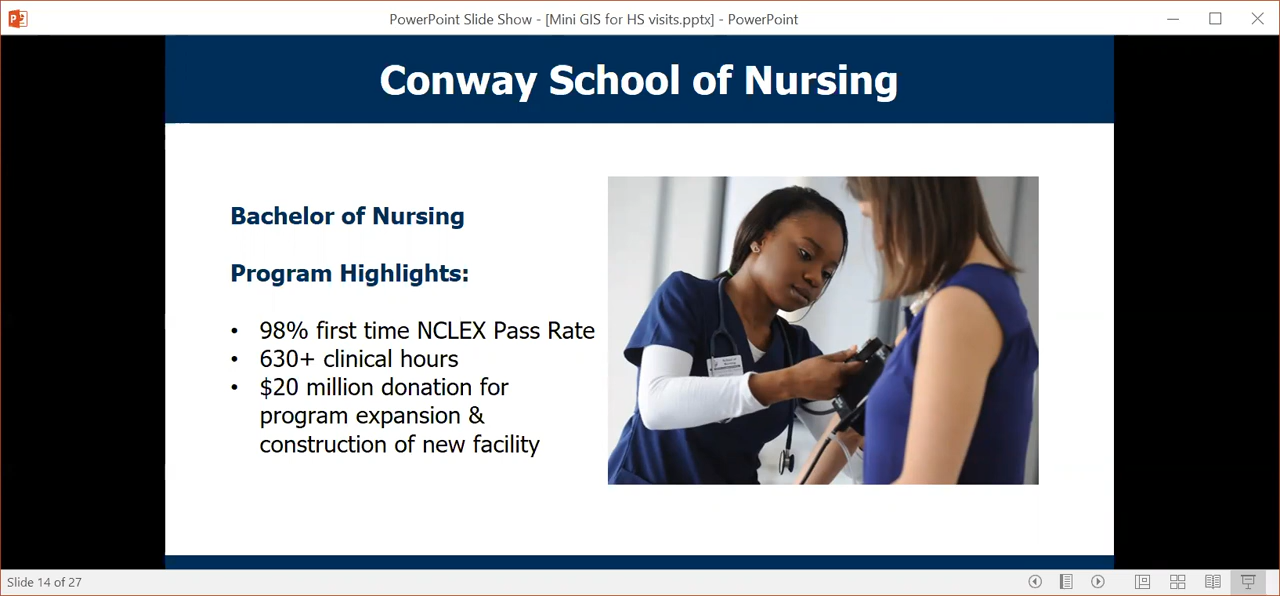 PowerPoint Slide Show - [Mini GIS for HS visits.pptx] - PowerPoint
Conway School of Nursing
Bachelor of Nursing
Program Highlights:
• 98% first time NCLEX Pass Rate
• 630+ clinical hours
• $20 million donation for
program expansion &
construction of new facility
Slide 14 of 27